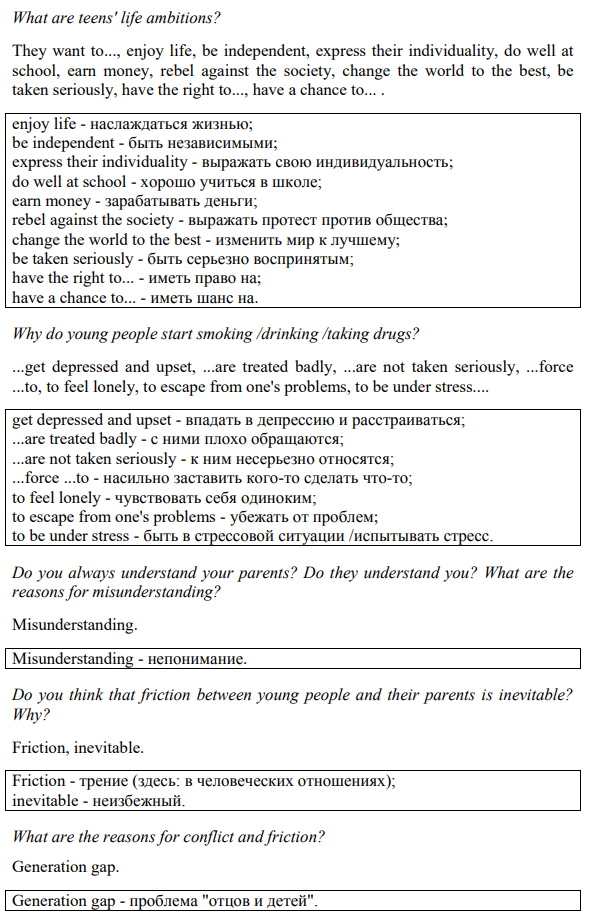 What are teens' life ambitions?
They want to..., enjoy life, be independent, express their individuality, do well at
school, earn money, rebel against the society, change the world to the best, be
taken seriously, have the right to..., have a chance to... .
enjoy life - наслаждаться жизнью;
be independent - быть независимыми;
express their individuality - выражать свою индивидуальность;
do well at school - хорошо учиться в школе;
earn money - зарабатывать деньги;
rebel against the society - выражать протест против общества;
change the world to the best - изменить мир к лучшему;
be taken seriously - быть серьезно воспринятым;
have the right to... - иметь право на;
have a chance to... - иметь шанс на.
Why do young people start smoking /drinking /taking drugs?
...get depressed and upset, ...are treated badly, ...are not taken seriously, ...force
...to, to feel lonely, to escape from one's problems, to be under stress....
get depressed and upset - впадать в депрессию и расстраиваться;
...are treated badly - с ними плохо обращаются;
...are not taken seriously - к ним несерьезно относятся;
...force ...to - насильно заставить кого-то сделать что-то;
to feel lonely - чувствовать себя одиноким;
to escape from one's problems - убежать от проблем;
to be under stress - быть в стрессовой ситуации /испытывать стресс.
Do you always understand your parents? Do they understand you? What are the
reasons for misunderstanding?
Misunderstanding.
Misunderstanding - непонимание.
Do you think that friction between young people and their parents is inevitable?
Why?
Friction, inevitable.
Friction - трение (здесь: в человеческих отношениях);
inevitable - неизбежный.
What are the reasons for conflict and friction?
Generation gap.
Generation gap - проблема "отцов и детей".